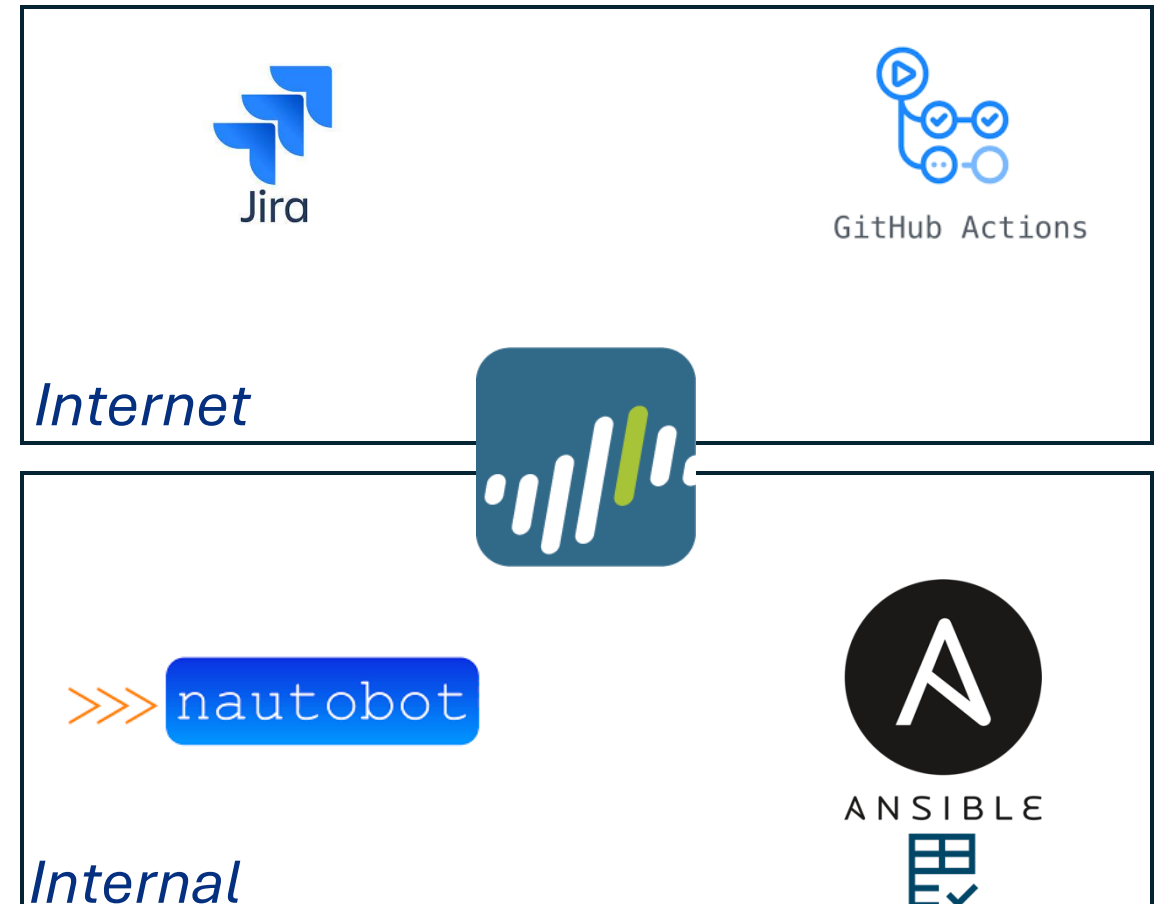 Jira
GitHub Actions
Internet
>>> nautobot
ANSIBLE
Internal